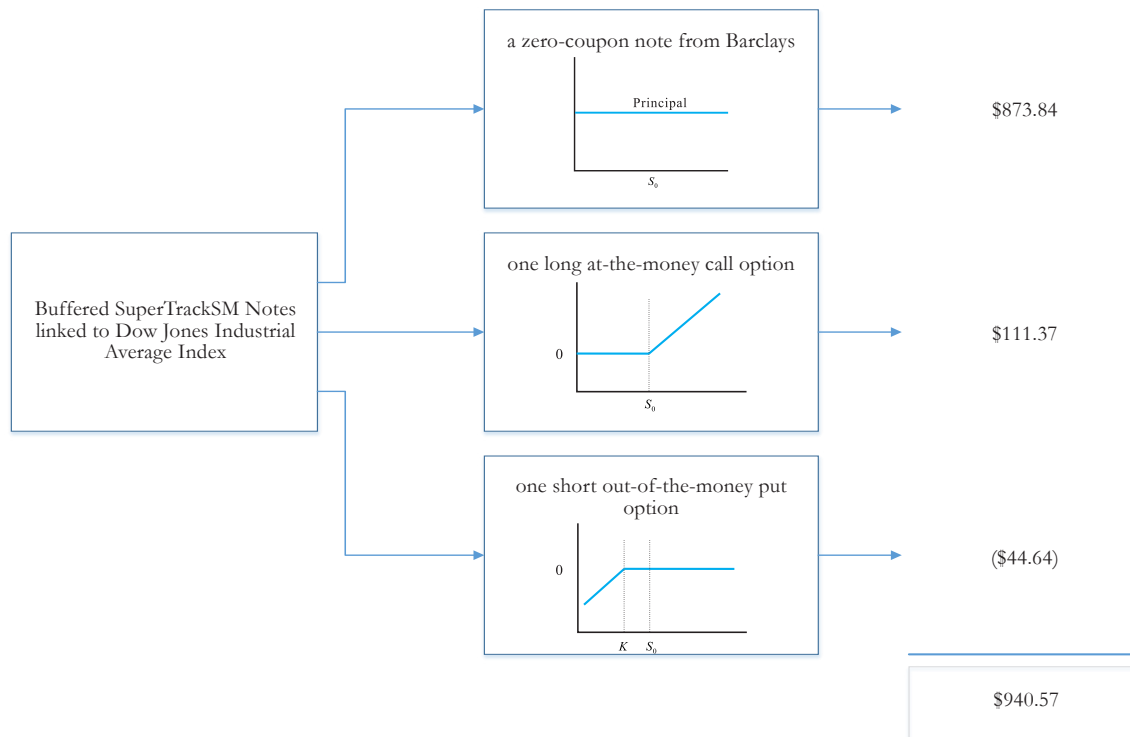 a zero-coupon note from Barclays
Principal
S₀
$873.84
Buffered SuperTrackSM Notes
linked to Dow Jones Industrial
Average Index
one long at-the-money call option
0
S₀
$111.37
one short out-of-the-money put
option
0
K S₀
($44.64)
$940.57